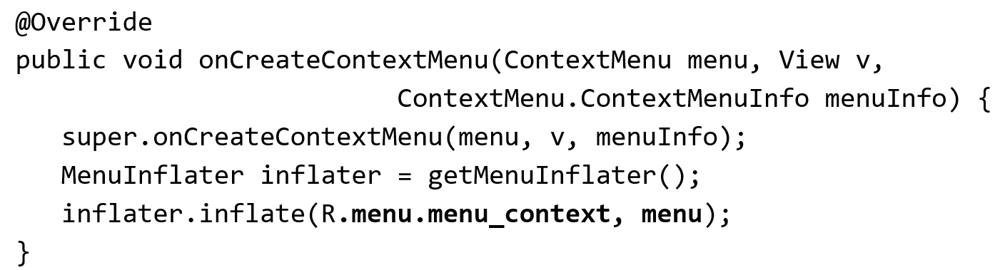 @Override
public void onCreateContextMenu(ContextMenu menu, View v,
ContextMenu.ContextMenuInfo menuInfo) {
super.onCreateContextMenu(menu, v, menuInfo);
MenuInflater inflater = getMenuInflater();
inflater.inflate(R.menu.menu_context, menu);
}